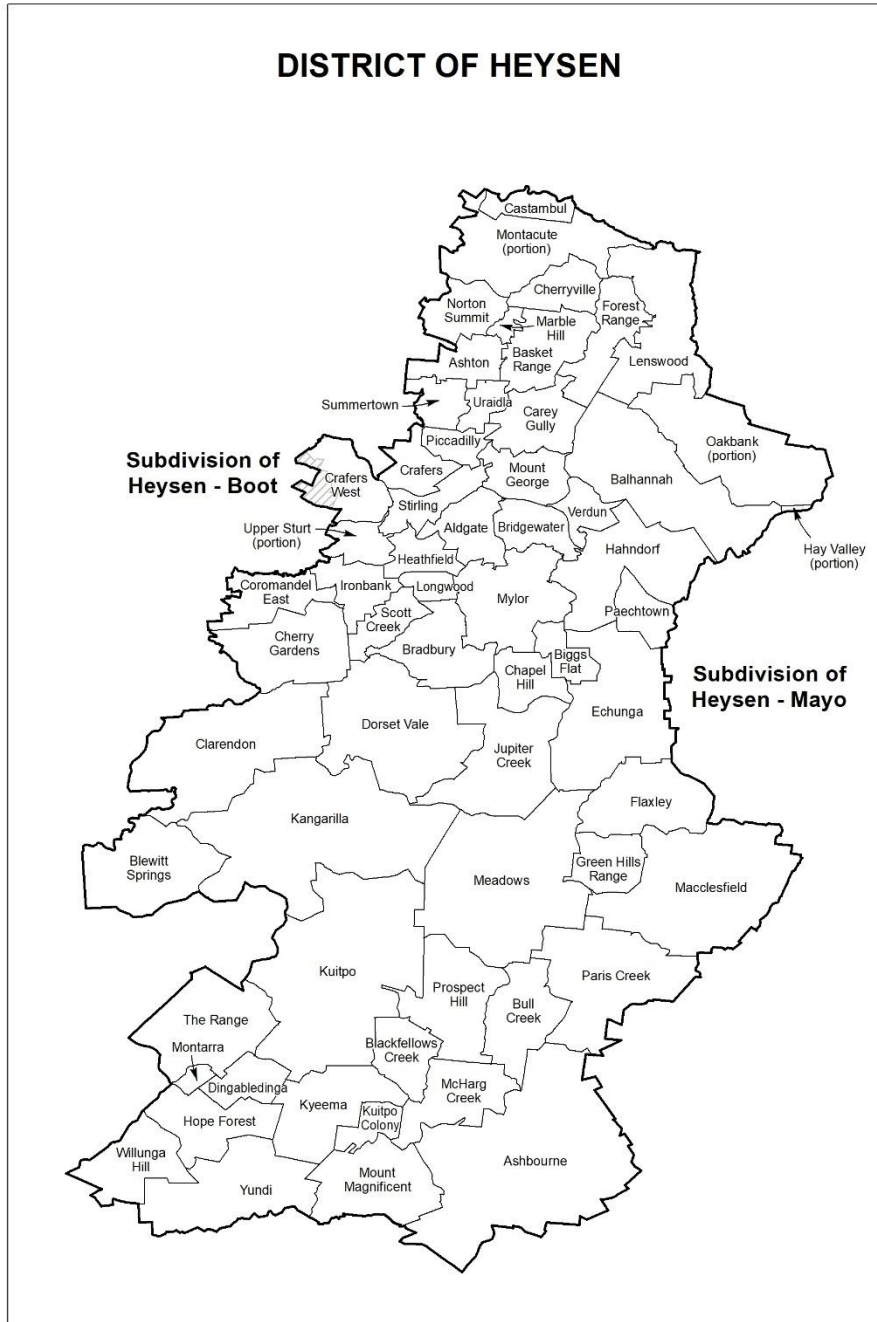 DISTRICT OF HEYSEN
Castambul
Montacute
(portion)
Cherryville
Norton
Summit
Marble
Hill
Forest
Range
Ashton
Basket
Range
Lenswood
Summertown
Uraidla
Carey
Gully
Piccadilly
Oakbank
(portion)
Subdivision of
Heysen - Boot
Crafers
West
Crafers
Mount
George
Balhannah
Stirling
Verdun
Upper Sturt
(portion)
Aldgate
Bridgewater
Hay Valley
(portion)
Heathfield
Hahndorf
Coromandel
East
Ironbank
Longwood
Mylor
Paechtown
Scott
Creek
Cherry
Gardens
Bradbury
Chapel
Hill
Biggs
Flat
Subdivision of
Heysen - Mayo
Echunga
Clarendon
Dorset Vale
Jupiter
Creek
Flaxley
Kangarilla
Blewitt
Springs
Meadows
Green Hills
Range
Macclesfield
Kuitpo
Prospect
Hill
Bull
Creek
Paris Creek
The Range
Montarra
Blackfellows
Creek
Dingabledinga
McHarg
Creek
Kyeema
Kuitpo
Colony
Hope Forest
Willunga
Hill
Yundi
Mount
Magnificent
Ashbourne